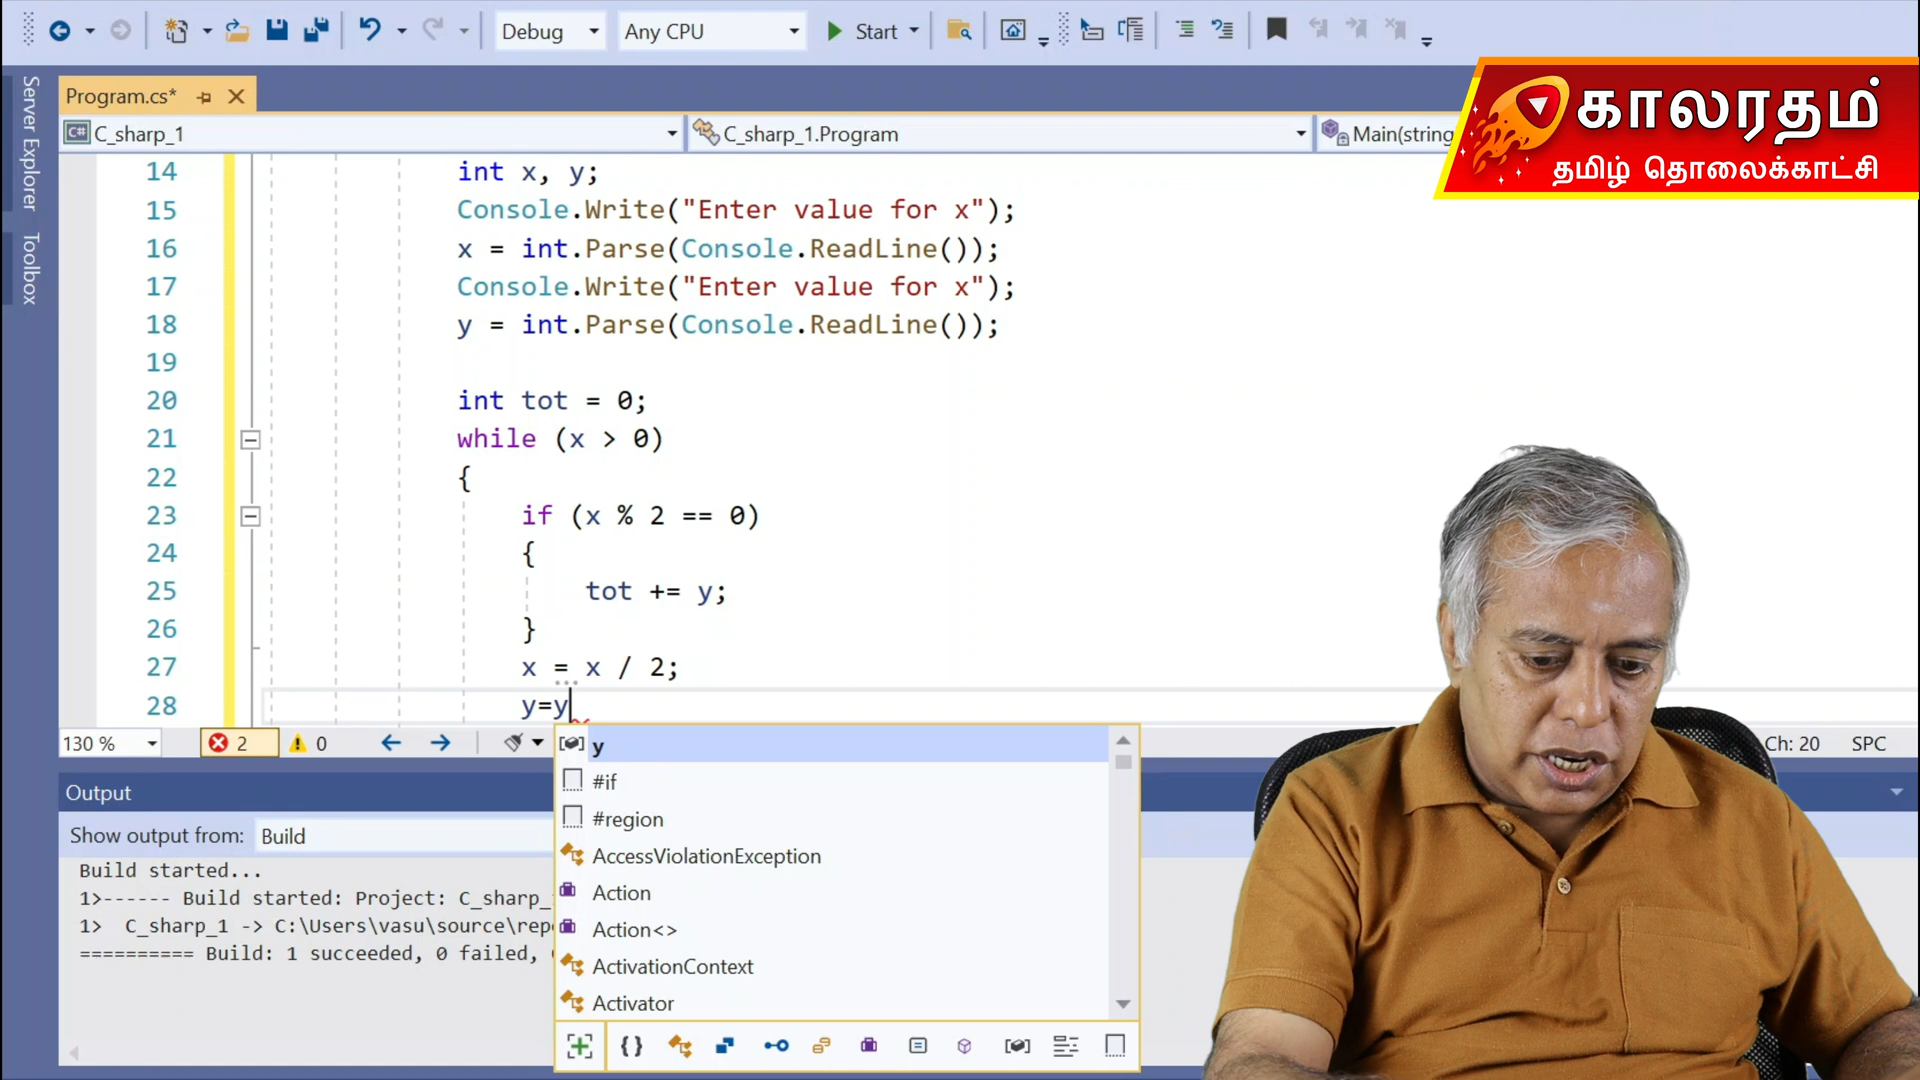 Debug
Any CPU
Start
காலரதம்
தமிழ் தொலைக்காட்சி
Server Explorer
Toolbox
Program.cs*
C# C_sharp_1
C_sharp_1.Program
Main(string
14 int x, y;
15 Console.Write("Enter value for x");
16 x = int.Parse(Console.ReadLine());
17 Console.Write("Enter value for x");
18 y = int.Parse(Console.ReadLine());
19
20 int tot = 0;
21 while (x > 0)
22 {
23 if (x % 2 == 0)
24 {
25 tot += y;
26 }
27 x = x / 2;
28 y=y
130 %
2
0
Ch: 20
SPC
y
#if
#region
AccessViolationException
Action
Action<>
ActivationContext
Activator
Output
Show output from: Build
Build started...
1>------ Build started: Project: C_sharp_
1> C_sharp_1 -> C:\Users\vasu\source\repo
========== Build: 1 succeeded, 0 failed,